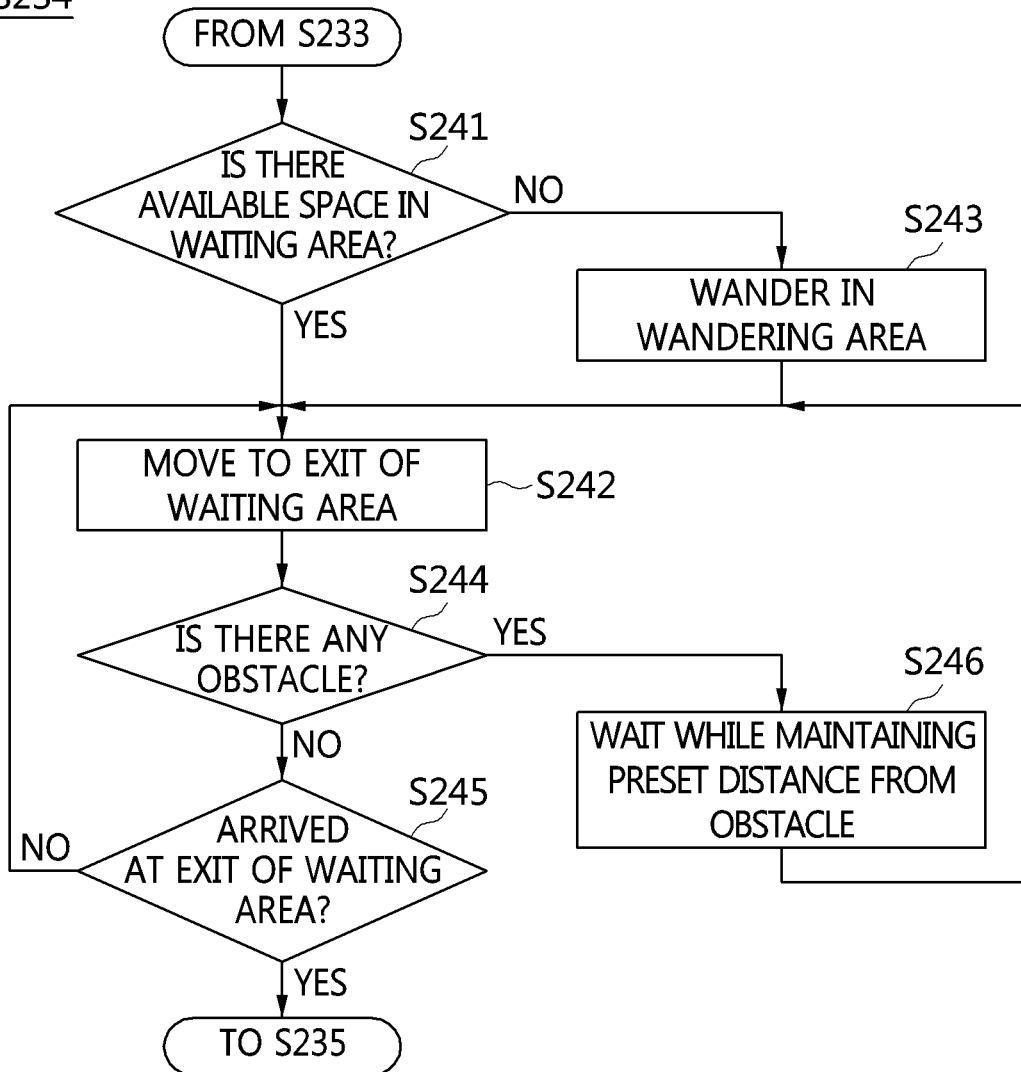 S234
FROM S233
S241
IS THERE
AVAILABLE SPACE IN
WAITING AREA?
NO
S243
WANDER IN
WANDERING AREA
YES
MOVE TO EXIT OF
WAITING AREA
S242
S244
IS THERE ANY
OBSTACLE?
YES
S246
WAIT WHILE MAINTAINING
PRESET DISTANCE FROM
OBSTACLE
NO
S245
ARRIVED
AT EXIT OF WAITING
AREA?
NO
YES
TO S235